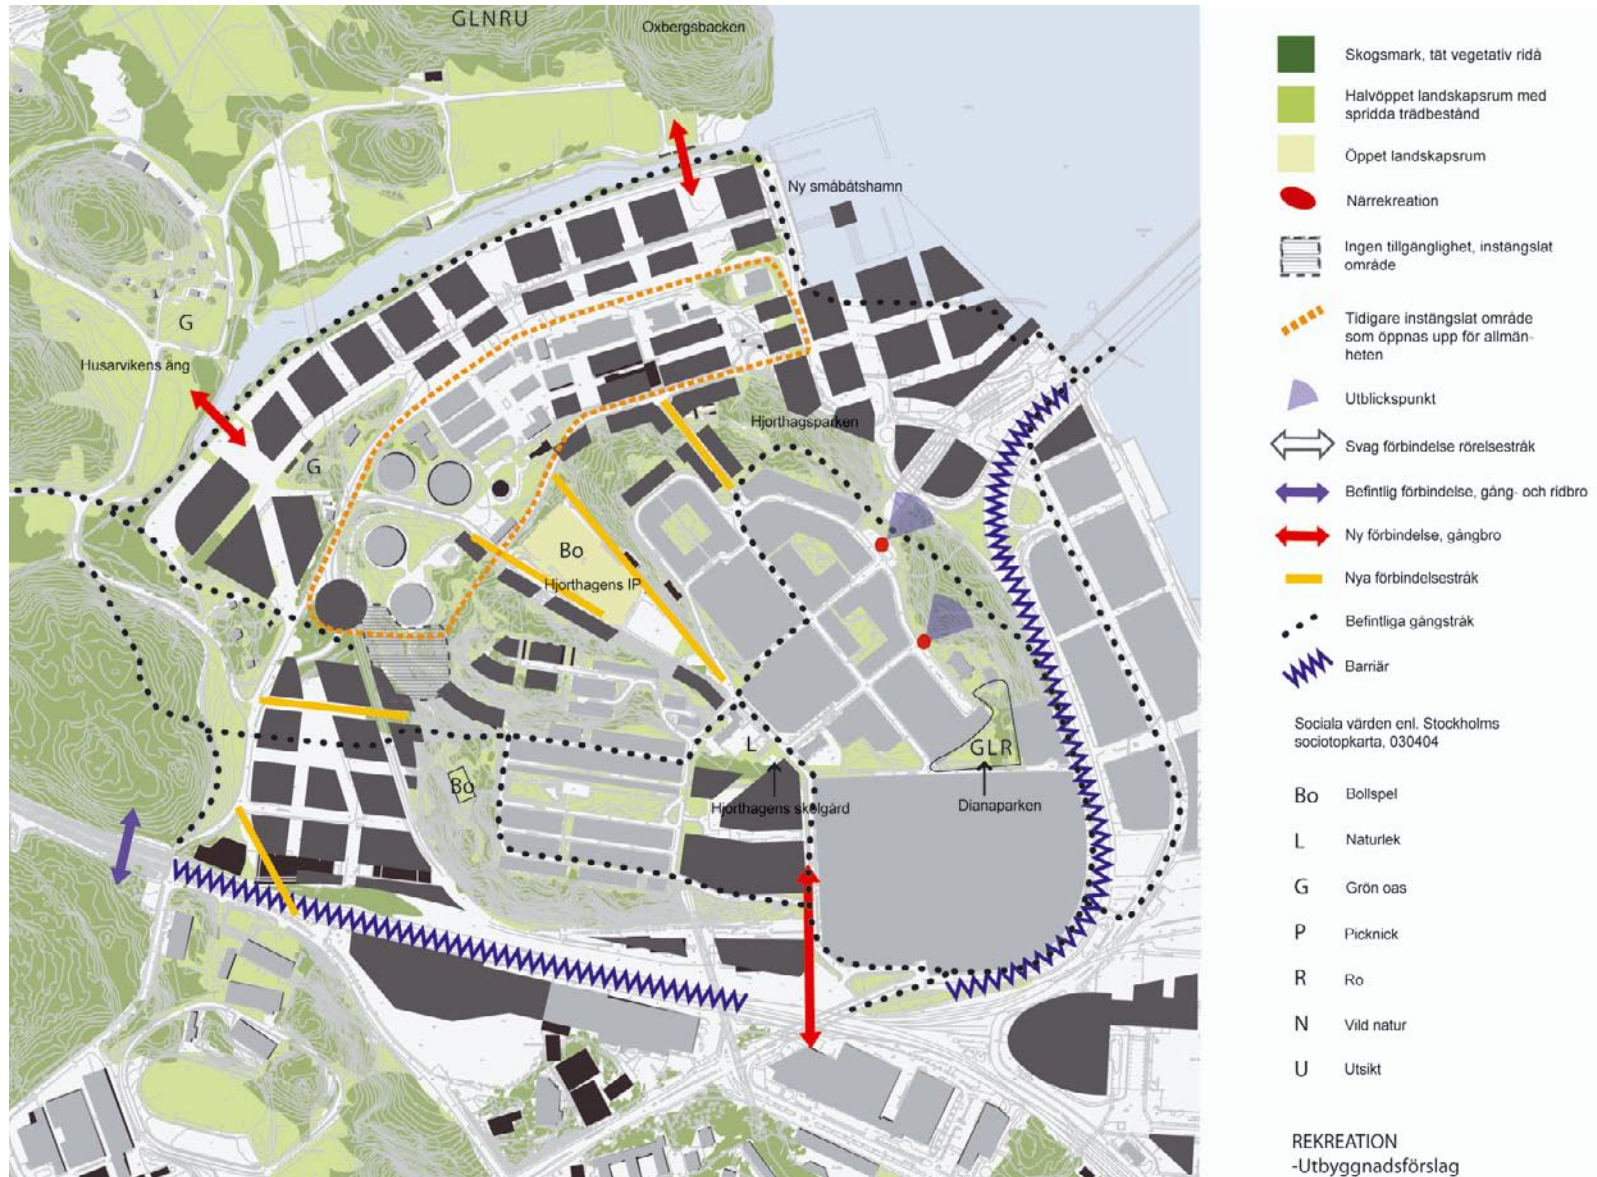 GLNRU
Oxbergsbacken
Ny småbåtshamn
G
Husarvikens äng
Hjorthagsparken
G
Bo
Hjorthagens IP
L
GLR
Bo
Hjorthagens skolgård
Dianaparken
Skogsmark, tät vegetativ ridå
Halvöppet landskapsrum med
spridda trädbestånd
Öppet landskapsrum
Närrekreation
Ingen tillgänglighet, instängslat
område
Tidigare instängslat område
som öppnas upp för allmän-
heten
Utblickspunkt
Svag förbindelse rörelsestråk
Befintlig förbindelse, gång- och ridbro
Ny förbindelse, gångbro
Nya förbindelsestråk
Befintliga gångstråk
Barriär
Sociala värden enl. Stockholms
sociotopkarta, 030404
Bo Bollspel
L Naturlek
G Grön oas
P Picknick
R Ro
N Vild natur
U Utsikt
REKREATION
-Utbyggnadsförslag